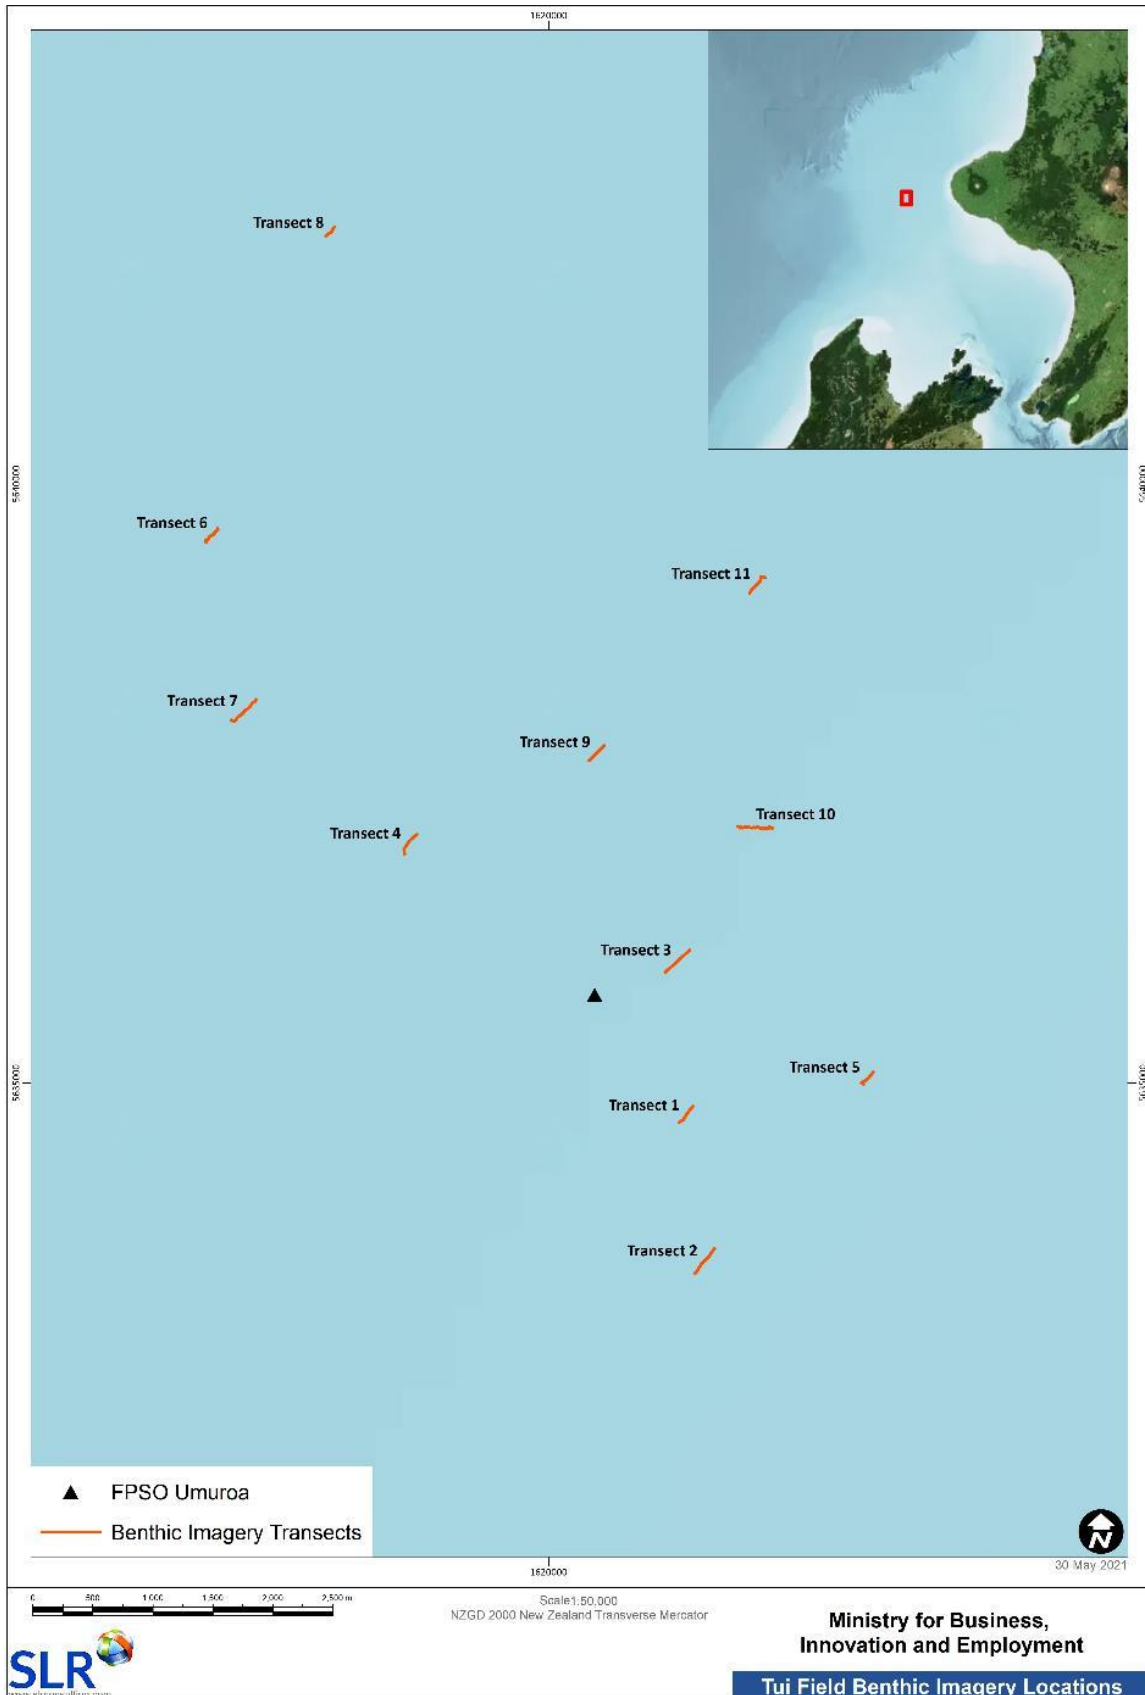 1620000
Transect 8
5640000
5640000
Transect 6
Transect 11
Transect 7
Transect 9
Transect 10
Transect 4
Transect 3
Transect 5
5635000
5635000
Transect 1
Transect 2
FPSO Umuroa
Benthic Imagery Transects
N
30 May 2021
1620000
0 500 1,000 1,500 2,000 2,500 m
Scale1:50,000
NZGD 2000 New Zealand Transverse Mercator
Ministry for Business,
Innovation and Employment
SLR
Tui Field Benthic Imagery Locations